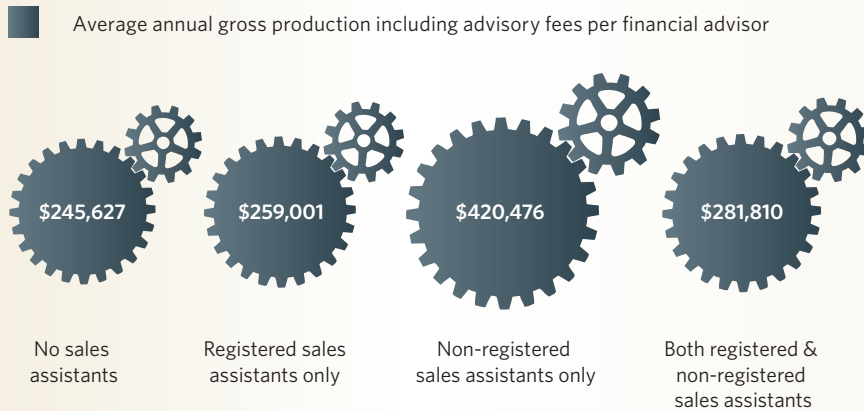 Average annual gross production including advisory fees per financial advisor
$245,627
$259,001
$420,476
$281,810
No sales
assistants
Registered sales
assistants only
Non-registered
sales assistants only
Both registered &
non-registered
sales assistants